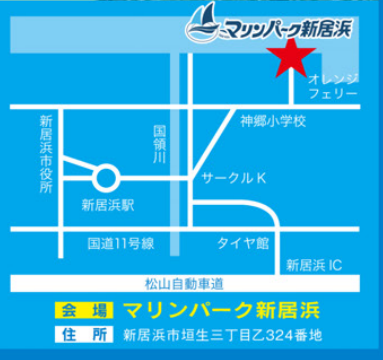 マリンパーク新居浜
オレンジ
フェリー
神郷小学校
新居浜市役所
国領川
サークルK
新居浜駅
国道11号線
タイヤ館
新居浜IC
松山自動車道
会場 マリンパーク新居浜
住所 新居浜市垣生三丁目乙324番地